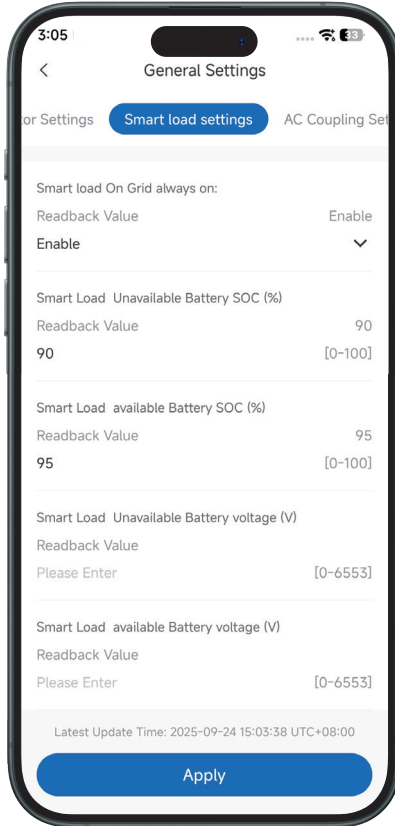 3:05
33
General Settings
or Settings
Smart load settings
AC Coupling Set
Smart load On Grid always on:
Readback Value Enable
Enable
Smart Load Unavailable Battery SOC (%)
Readback Value 90
90 [0-100]
Smart Load available Battery SOC (%)
Readback Value 95
95 [0-100]
Smart Load Unavailable Battery voltage (V)
Readback Value
Please Enter [0-6553]
Smart Load available Battery voltage (V)
Readback Value
Please Enter [0-6553]
Latest Update Time: 2025-09-24 15:03:38 UTC+08:00
Apply